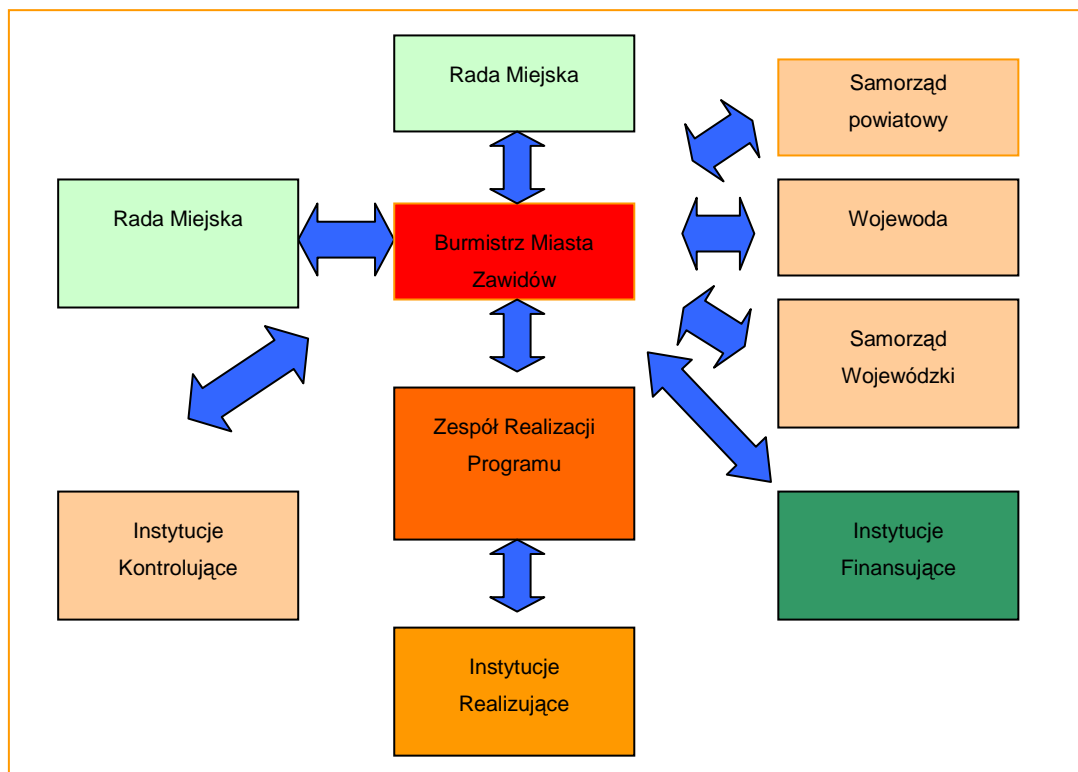 Rada Miejska
Samorząd
powiatowy
Rada Miejska
Burmistrz Miasta
Zawidów
Wojewoda
Samorząd
Wojewódzki
Zespół Realizacji
Programu
Instytucje
Kontrolujące
Instytucje
Finansujące
Instytucje
Realizujące